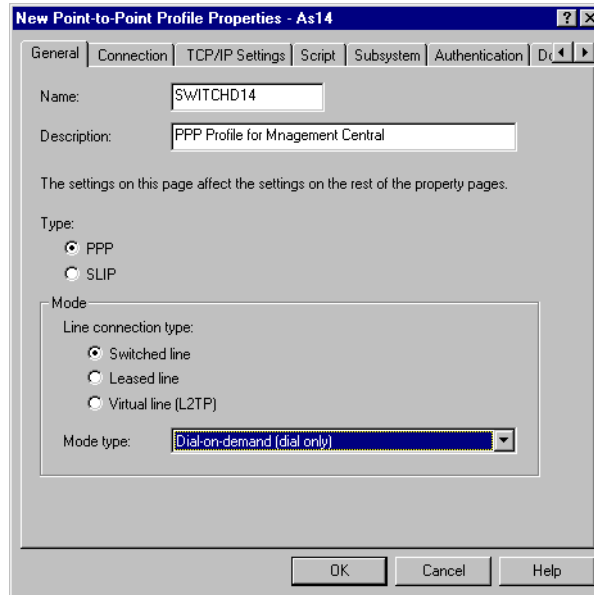 New Point-to-Point Profile Properties - As14
General Connection TCP/IP Settings Script Subsystem Authentication
Name: SWITCHD14
Description: PPP Profile for Mnagement Central
The settings on this page affect the settings on the rest of the property pages.
Type:
PPP
SLIP
Mode
Line connection type:
Switched line
Leased line
Virtual line (L2TP)
Mode type: Dial-on-demand (dial only)
OK Cancel Help